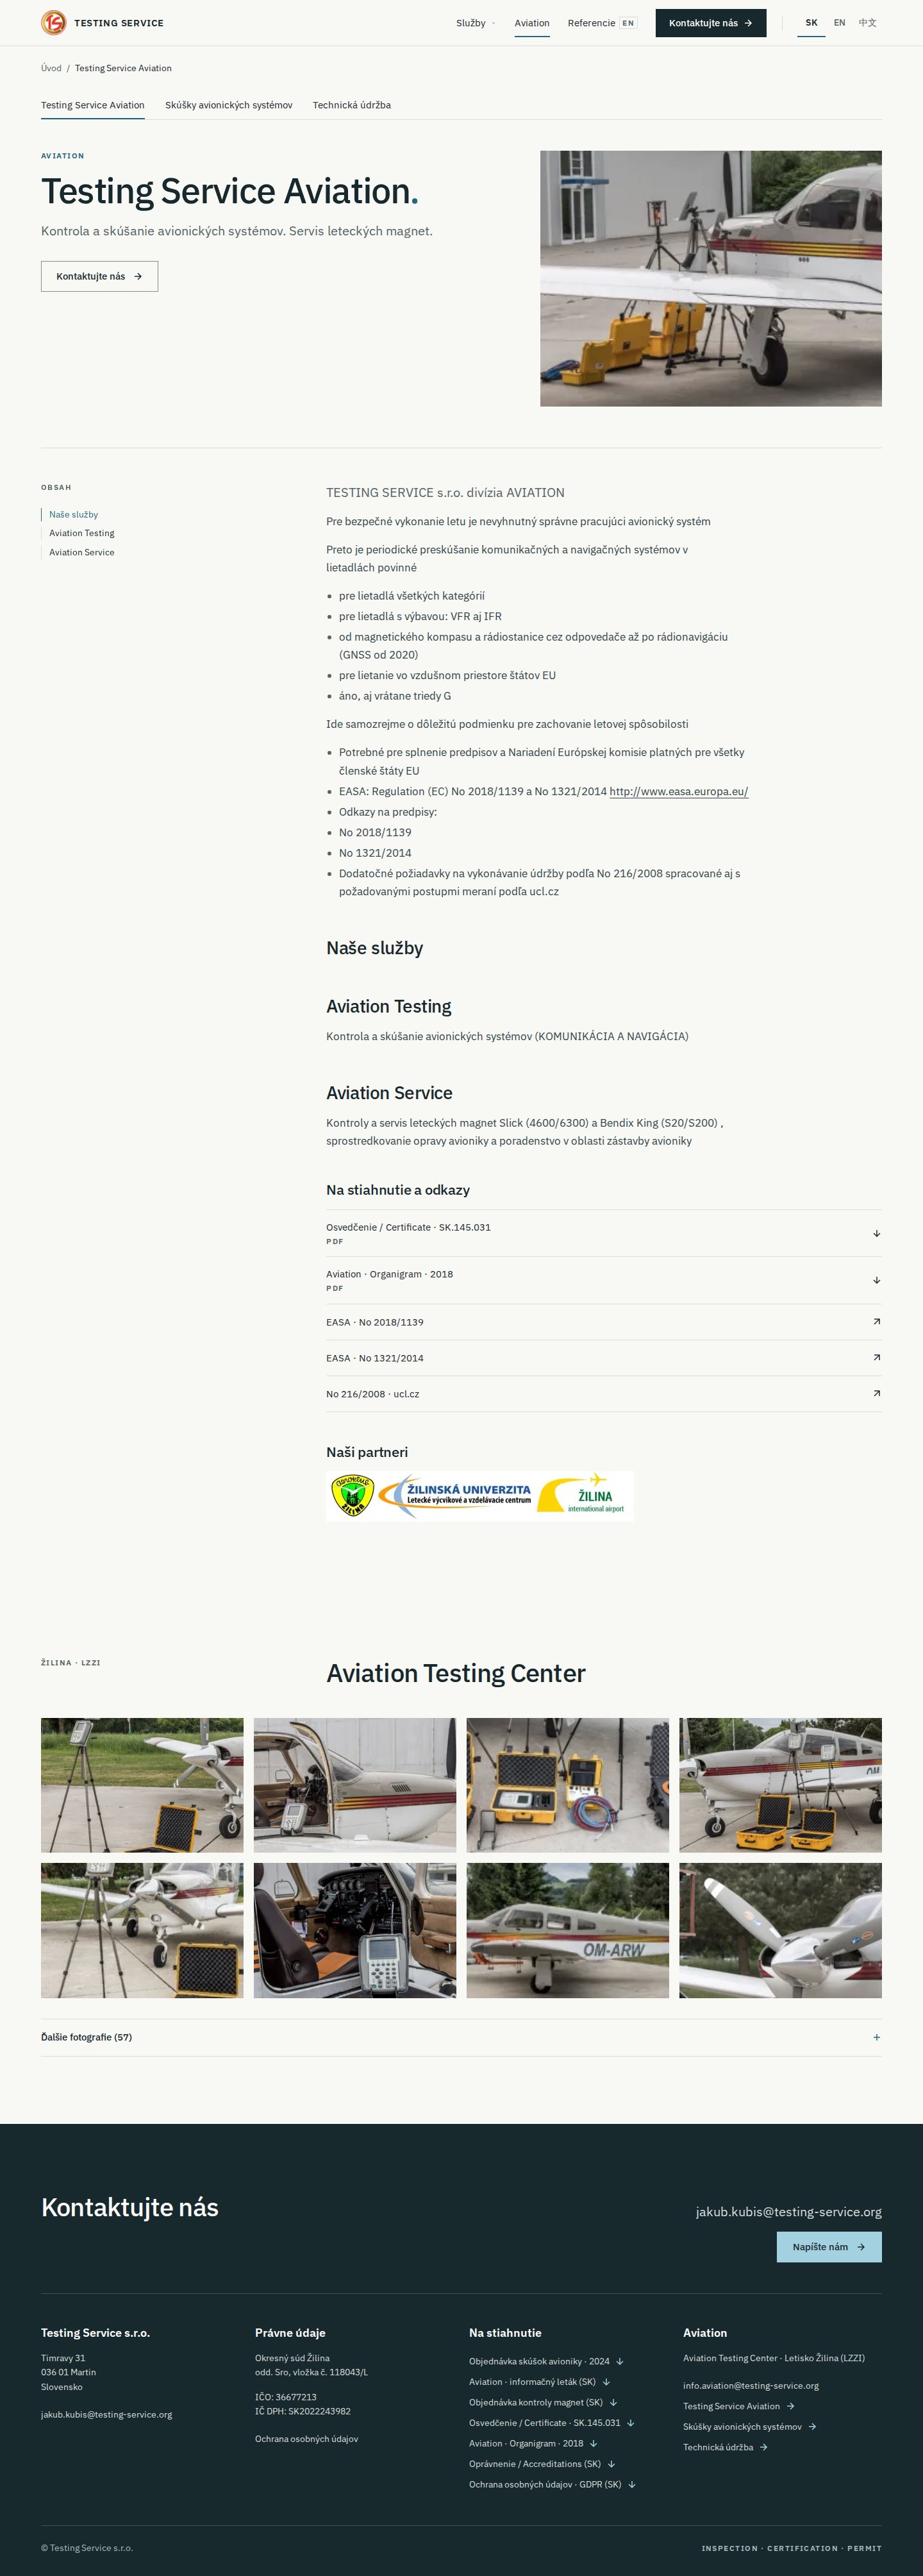 TESTING SERVICE
Služby
Aviation
Referencie EN
Kontaktujte nás →
SK EN 中文
Úvod / Testing Service Aviation
Testing Service Aviation
Skúšky avionických systémov
Technická údržba
AVIATION
Testing Service Aviation.
Kontrola a skúšanie avionických systémov. Servis leteckých magnet.
Kontaktujte nás →
OBSAH
Naše služby
Aviation Testing
Aviation Service
TESTING SERVICE s.r.o. divízia AVIATION
Pre bezpečné vykonanie letu je nevyhnutný správne pracujúci avionický systém
Preto je periodické preskúšanie komunikačných a navigačných systémov v
lietadlách povinné
pre lietadlá všetkých kategórií
pre lietadlá s výbavou: VFR aj IFR
od magnetického kompasu a rádiostanice cez odpovedače až po rádionavigáciu
(GNSS od 2020)
pre lietanie vo vzdušnom priestore štátov EU
áno, aj vrátane triedy G
Ide samozrejme o dôležitú podmienku pre zachovanie letovej spôsobilosti
Potrebné pre splnenie predpisov a Nariadení Európskej komisie platných pre všetky
členské štáty EU
EASA: Regulation (EC) No 2018/1139 a No 1321/2014 http://www.easa.europa.eu/
Odkazy na predpisy:
No 2018/1139
No 1321/2014
Dodatočné požiadavky na vykonávanie údržby podľa No 216/2008 spracované aj s
požadovanými postupmi meraní podľa ucl.cz
Naše služby
Aviation Testing
Kontrola a skúšanie avionických systémov (KOMUNIKÁCIA A NAVIGÁCIA)
Aviation Service
Kontroly a servis leteckých magnet Slick (4600/6300) a Bendix King (S20/S200) ,
sprostredkovanie opravy avioniky a poradenstvo v oblasti zástavby avioniky
Na stiahnutie a odkazy
Osvedčenie / Certificate · SK.145.031
PDF
Aviation · Organigram · 2018
PDF
EASA · No 2018/1139
EASA · No 1321/2014
No 216/2008 · ucl.cz
Naši partneri
aeroklub
ŽILINA
ŽILINSKÁ UNIVERZITA
Letecké výcvikové a vzdelávacie centrum
ŽILINA
international airport
ŽILINA · LZZI
Aviation Testing Center
OM-ARW
Ďalšie fotografie (57)
Kontaktujte nás
jakub.kubis@testing-service.org
Napíšte nám →
Testing Service s.r.o.
Timravy 31
036 01 Martin
Slovensko
jakub.kubis@testing-service.org
Právne údaje
Okresný súd Žilina
odd. Sro, vložka č. 118043/L
IČO: 36677213
IČ DPH: SK2022243982
Ochrana osobných údajov
Na stiahnutie
Objednávka skúšok avioniky · 2024 ↓
Aviation · informačný leták (SK) ↓
Objednávka kontroly magnet (SK) ↓
Osvedčenie / Certificate · SK.145.031 ↓
Aviation · Organigram · 2018 ↓
Oprávnenie / Accreditations (SK) ↓
Ochrana osobných údajov · GDPR (SK) ↓
Aviation
Aviation Testing Center · Letisko Žilina (LZZI)
info.aviation@testing-service.org
Testing Service Aviation →
Skúšky avionických systémov →
Technická údržba →
© Testing Service s.r.o.
INSPECTION · CERTIFICATION · PERMIT